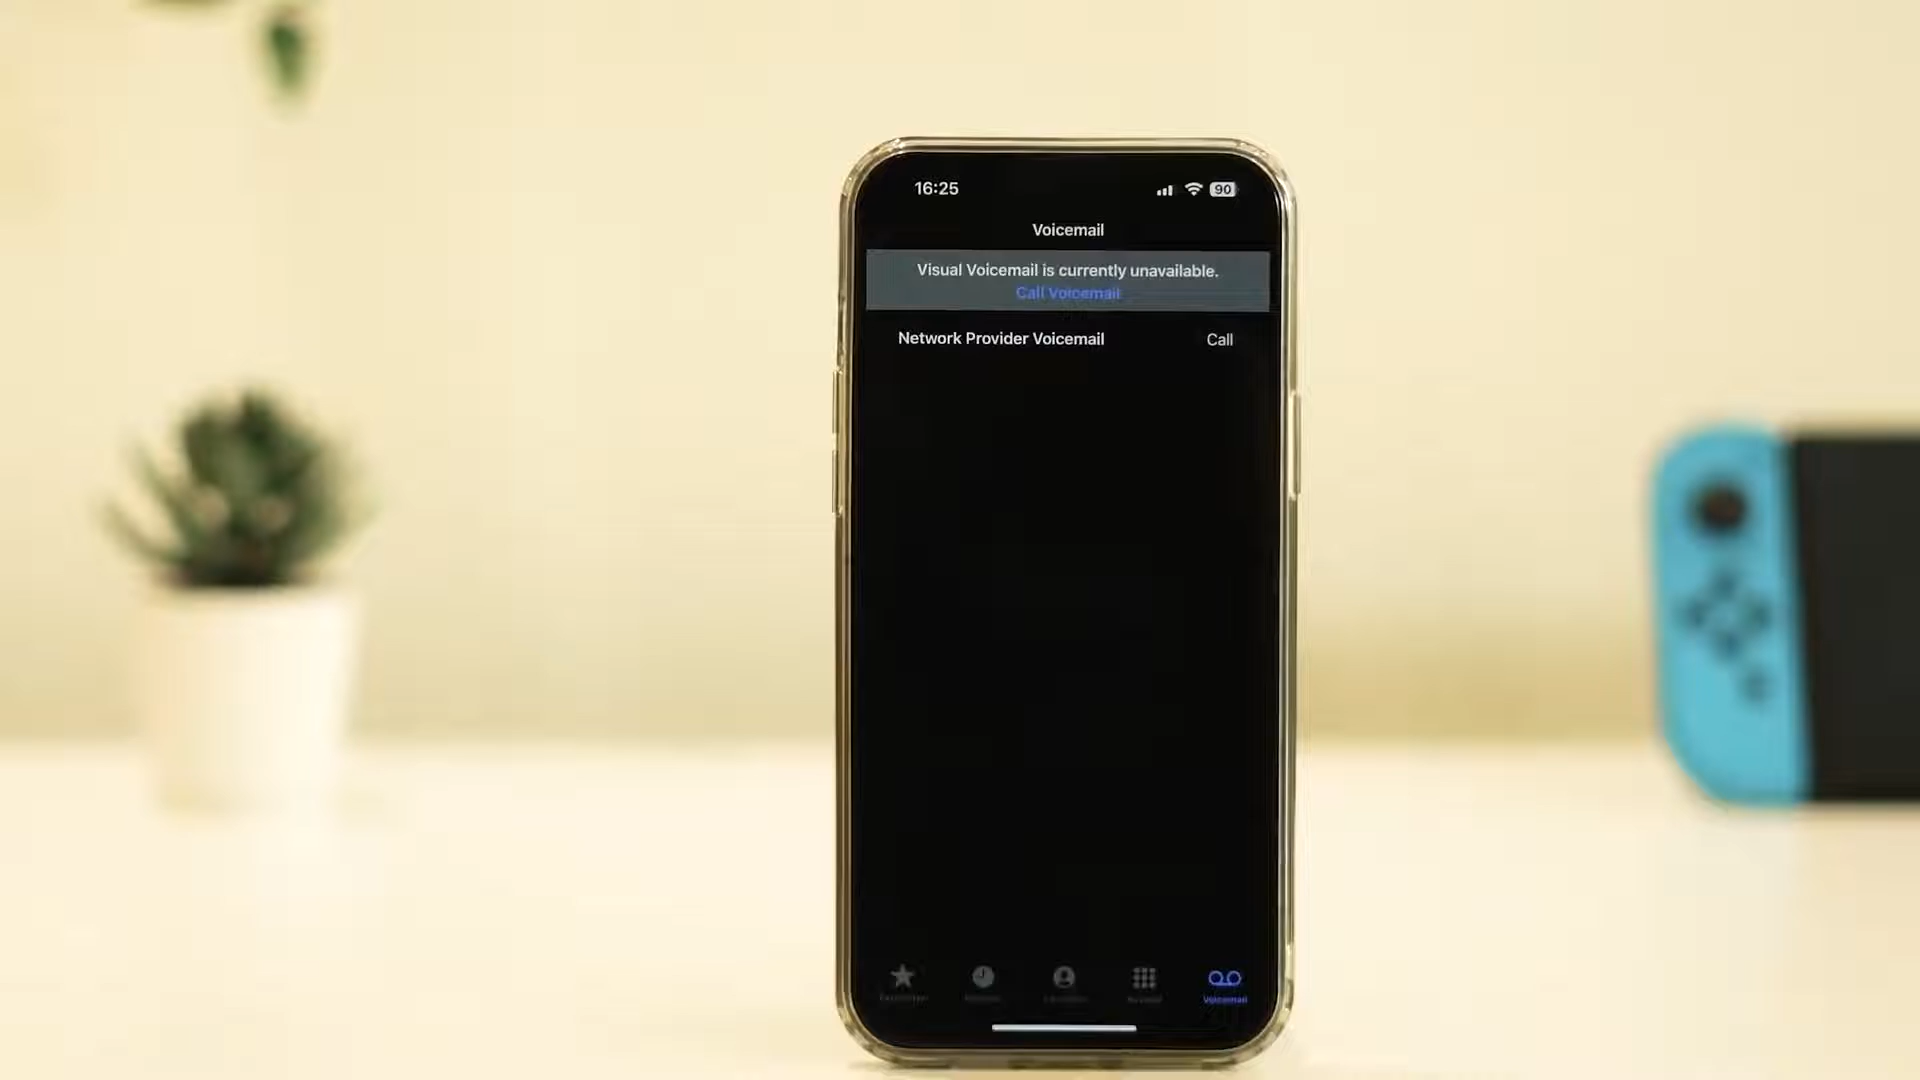 16:25
90
Voicemail
Visual Voicemail is currently unavailable.
Call Voicemail
Network Provider Voicemail
Call
Voicemail